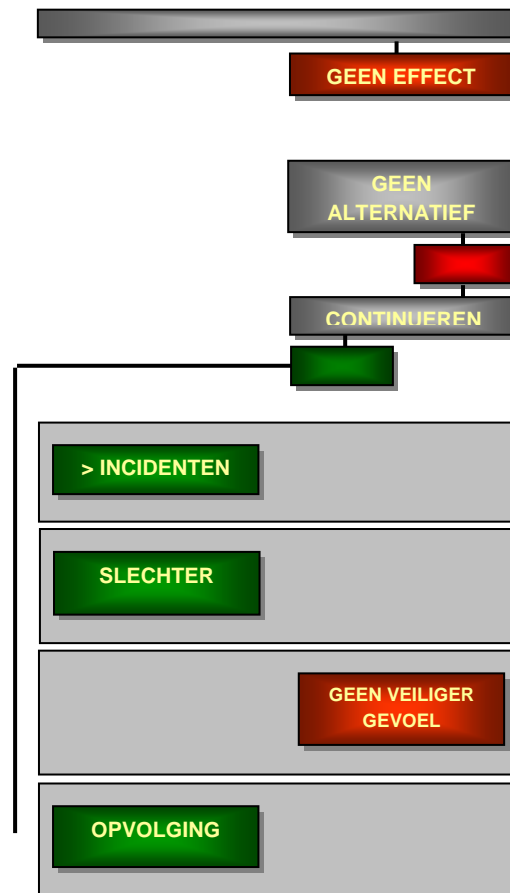 GEEN EFFECT
GEEN
ALTERNATIEF
CONTINUEREN
> INCIDENTEN
SLECHTER
GEEN VEILIGER
GEVOEL
OPVOLGING